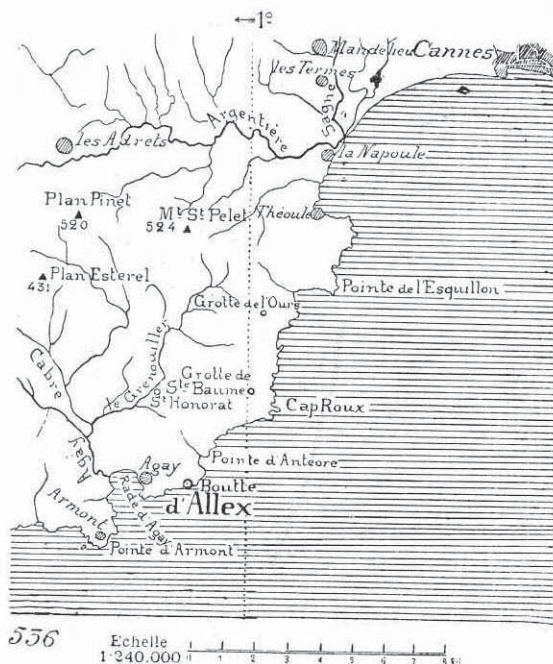 1º
Mandelieu
Cannes
les Termes
Siagne
Argentière
les Adrets
la Napoule
Plan Pinet
520
Mt. St Pelet
524
Théoule
Plan Esterel
431
Pointe de l'Esquillon
Grotte de l'Ours
Cabre
le Grenouiller
Grotte de
Ste Baume
St Honorat
Cap Roux
Agay
Pointe d'Anteore
Agay
Boutte
d'Allex
Rade d'Agay
Armont
Pointe d'Armont
536
Echelle
1:240.000
0 1 2 3 4 5 6 7 8 Kil